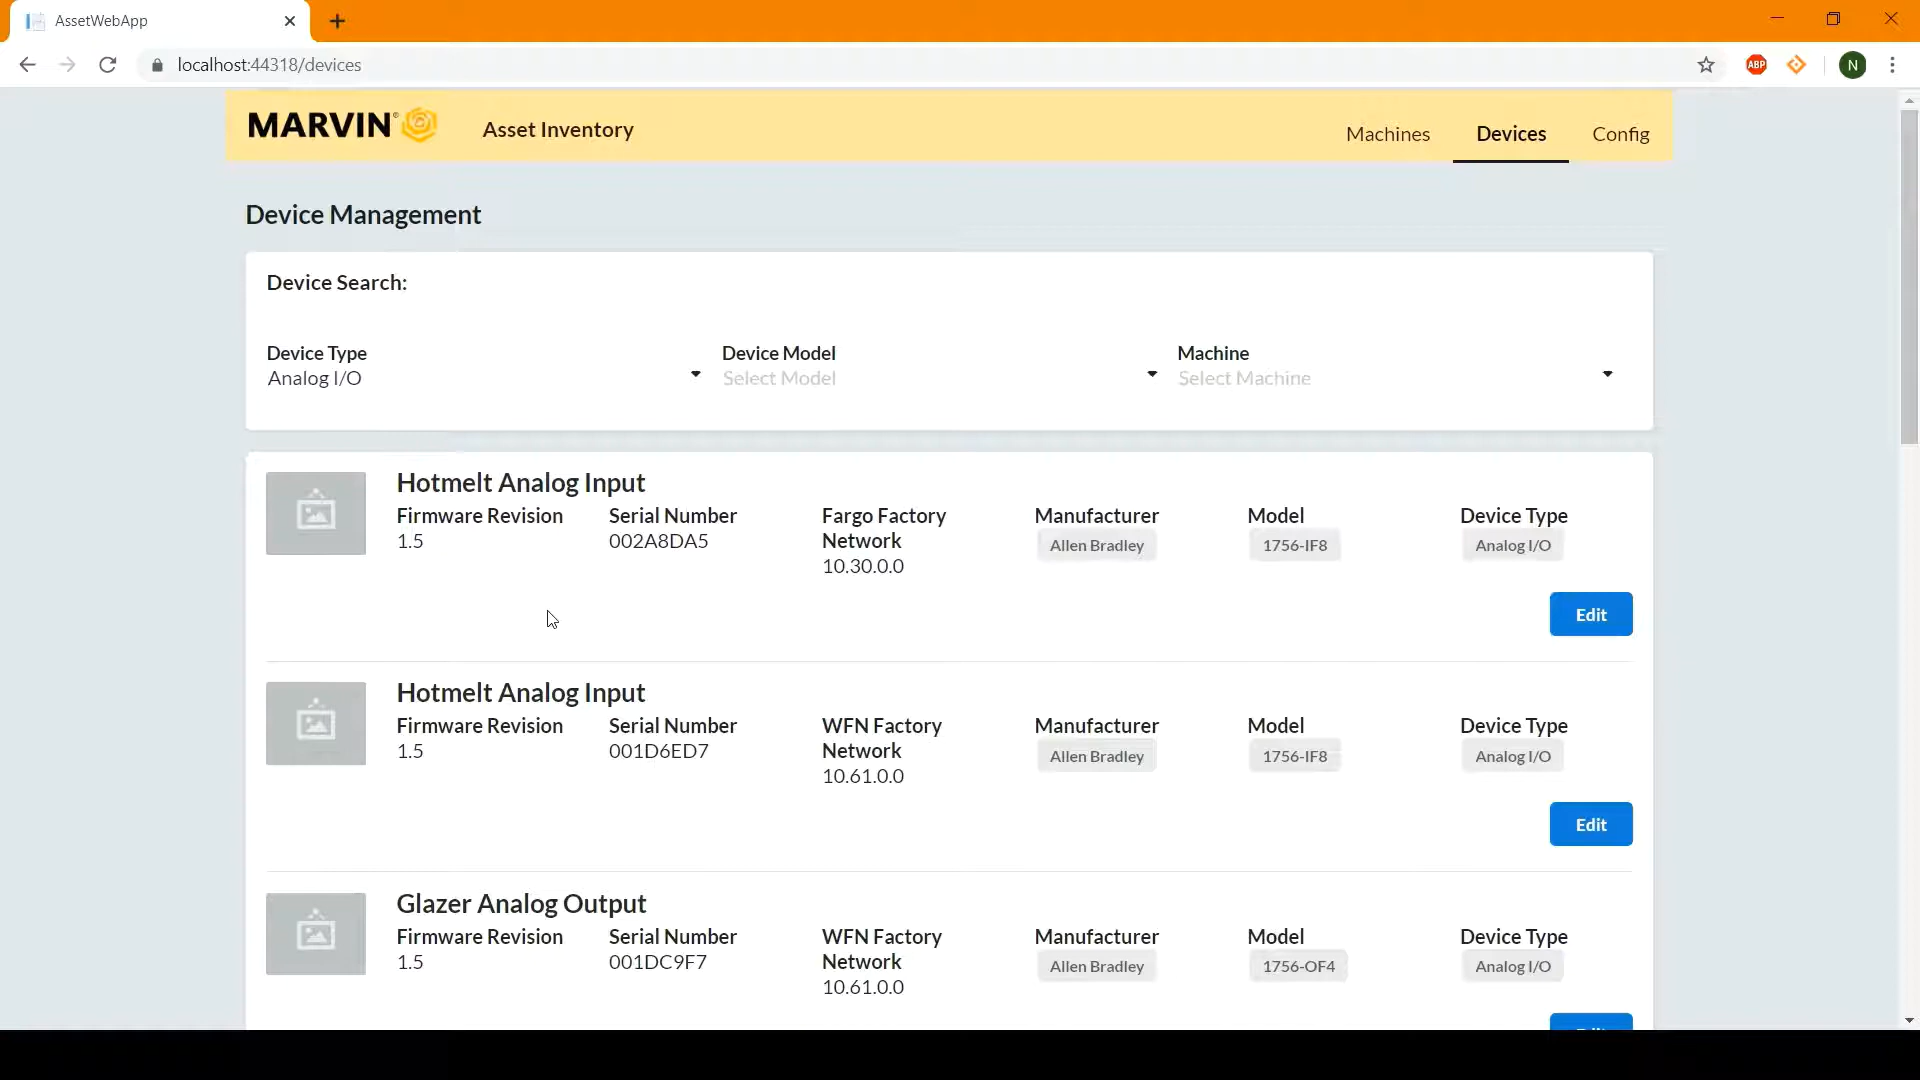 AssetWebApp
localhost:44318/devices
ABP
N
MARVIN®
Asset Inventory
Machines
Devices
Config
Device Management
Device Search:
Device Type
Analog I/O
Device Model
Select Model
Machine
Select Machine
Hotmelt Analog Input
Firmware Revision
1.5
Serial Number
002A8DA5
Fargo Factory
Network
10.30.0.0
Manufacturer
Allen Bradley
Model
1756-IF8
Device Type
Analog I/O
Edit
Hotmelt Analog Input
Firmware Revision
1.5
Serial Number
001D6ED7
WFN Factory
Network
10.61.0.0
Manufacturer
Allen Bradley
Model
1756-IF8
Device Type
Analog I/O
Edit
Glazer Analog Output
Firmware Revision
1.5
Serial Number
001DC9F7
WFN Factory
Network
10.61.0.0
Manufacturer
Allen Bradley
Model
1756-OF4
Device Type
Analog I/O